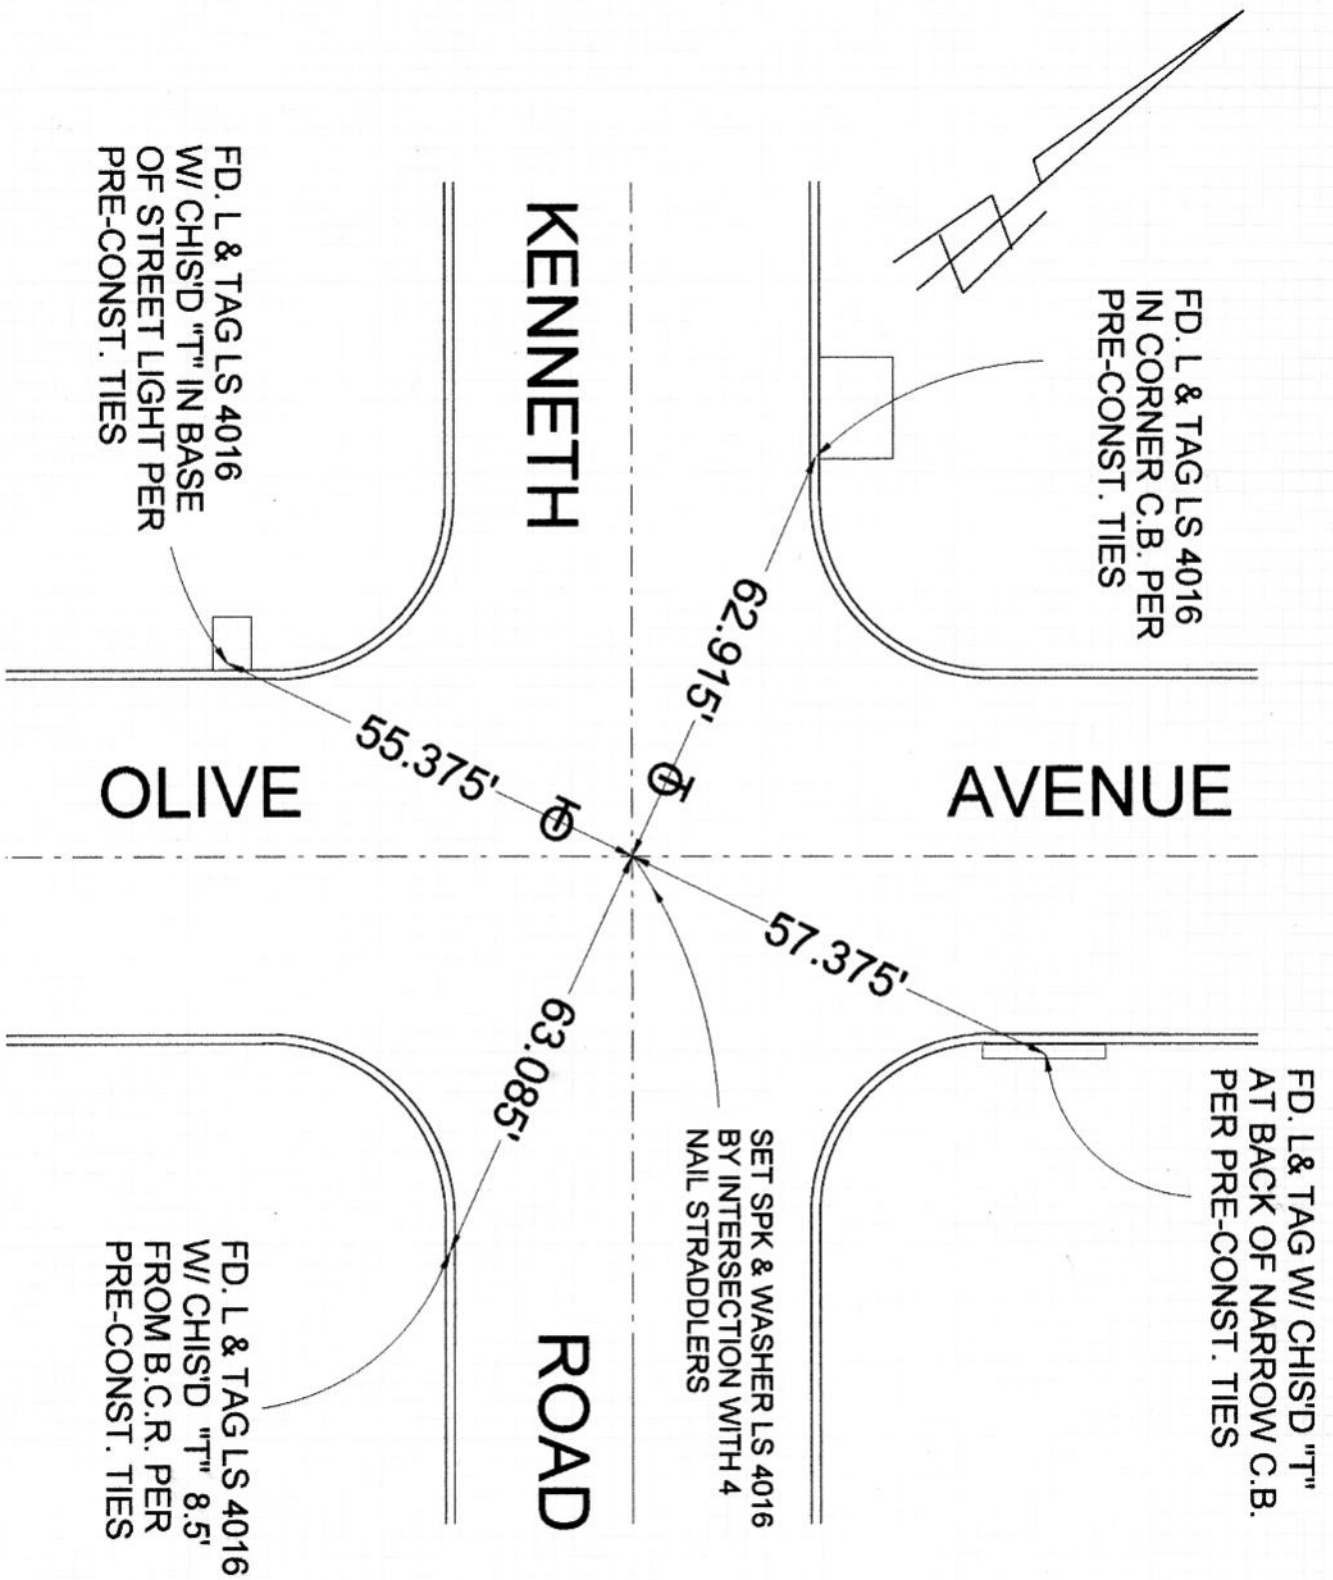 FD. L & TAG LS 4016
IN CORNER C.B. PER
PRE-CONST. TIES
FD. L& TAG W/ CHIS'D "T"
AT BACK OF NARROW C.B.
PER PRE-CONST. TIES
AVENUE
62.915'
57.375'
SET SPK & WASHER LS 4016
BY INTERSECTION WITH 4
NAIL STRADDLERS
KENNETH
ROAD
55.375'
63.085'
OLIVE
FD. L & TAG LS 4016
W/ CHIS'D "T" IN BASE
OF STREET LIGHT PER
PRE-CONST. TIES
FD. L & TAG LS 4016
W/ CHIS'D "T" 8.5'
FROM B.C.R. PER
PRE-CONST. TIES